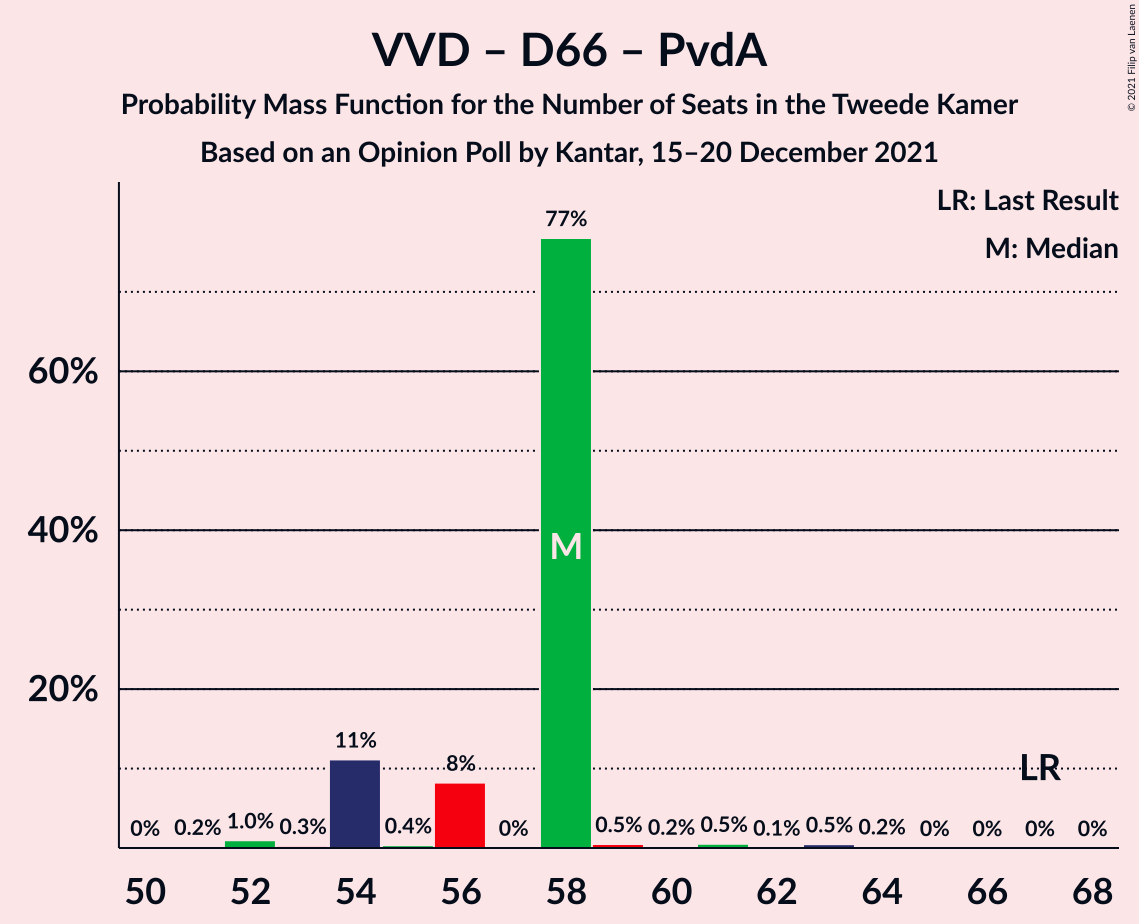 VVD – D66 – PvdA
Probability Mass Function for the Number of Seats in the Tweede Kamer
Based on an Opinion Poll by Kantar, 15–20 December 2021
© 2021 Filip van Laenen
LR: Last Result
M: Median
77%
60%
M
40%
20%
11%
8%
LR
0% 0.2% 1.0% 0.3% 0.4% 0% 0.5% 0.2% 0.5% 0.1% 0.5% 0.2% 0% 0% 0% 0%
50 52 54 56 58 60 62 64 66 68